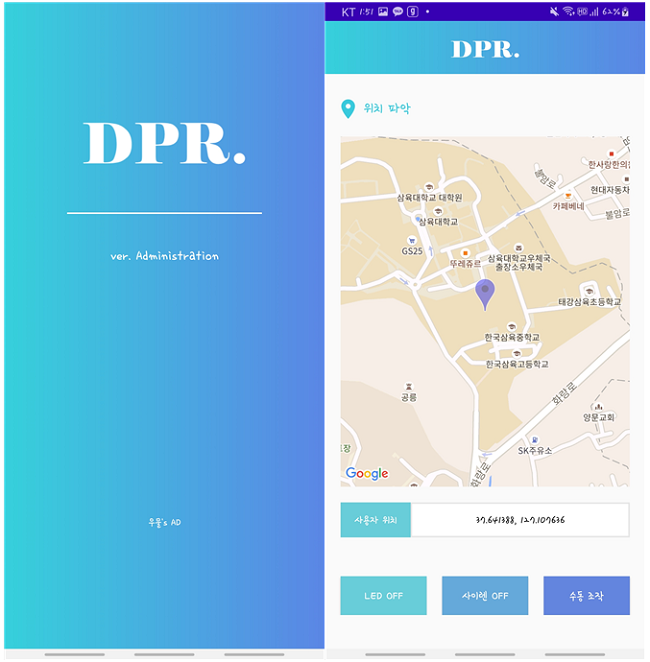 DPR.
ver. Administration
쭈꿀's AD
KT 1:51
62%
DPR.
위치 파악
한사랑한의원
불암로
현대자동차
카페베네
불암로
삼육대학교 대학원
삼육대학교
GS25
뚜레쥬르
삼육대학교우체국
출장소우체국
태강삼육초등학교
한국삼육중학교
한국삼육고등학교
공릉
화랑로
양문교회
SK주유소
화랑로
Google
사용자 위치
37.641388, 127.107636
LED OFF
사이렌 OFF
수동 조작